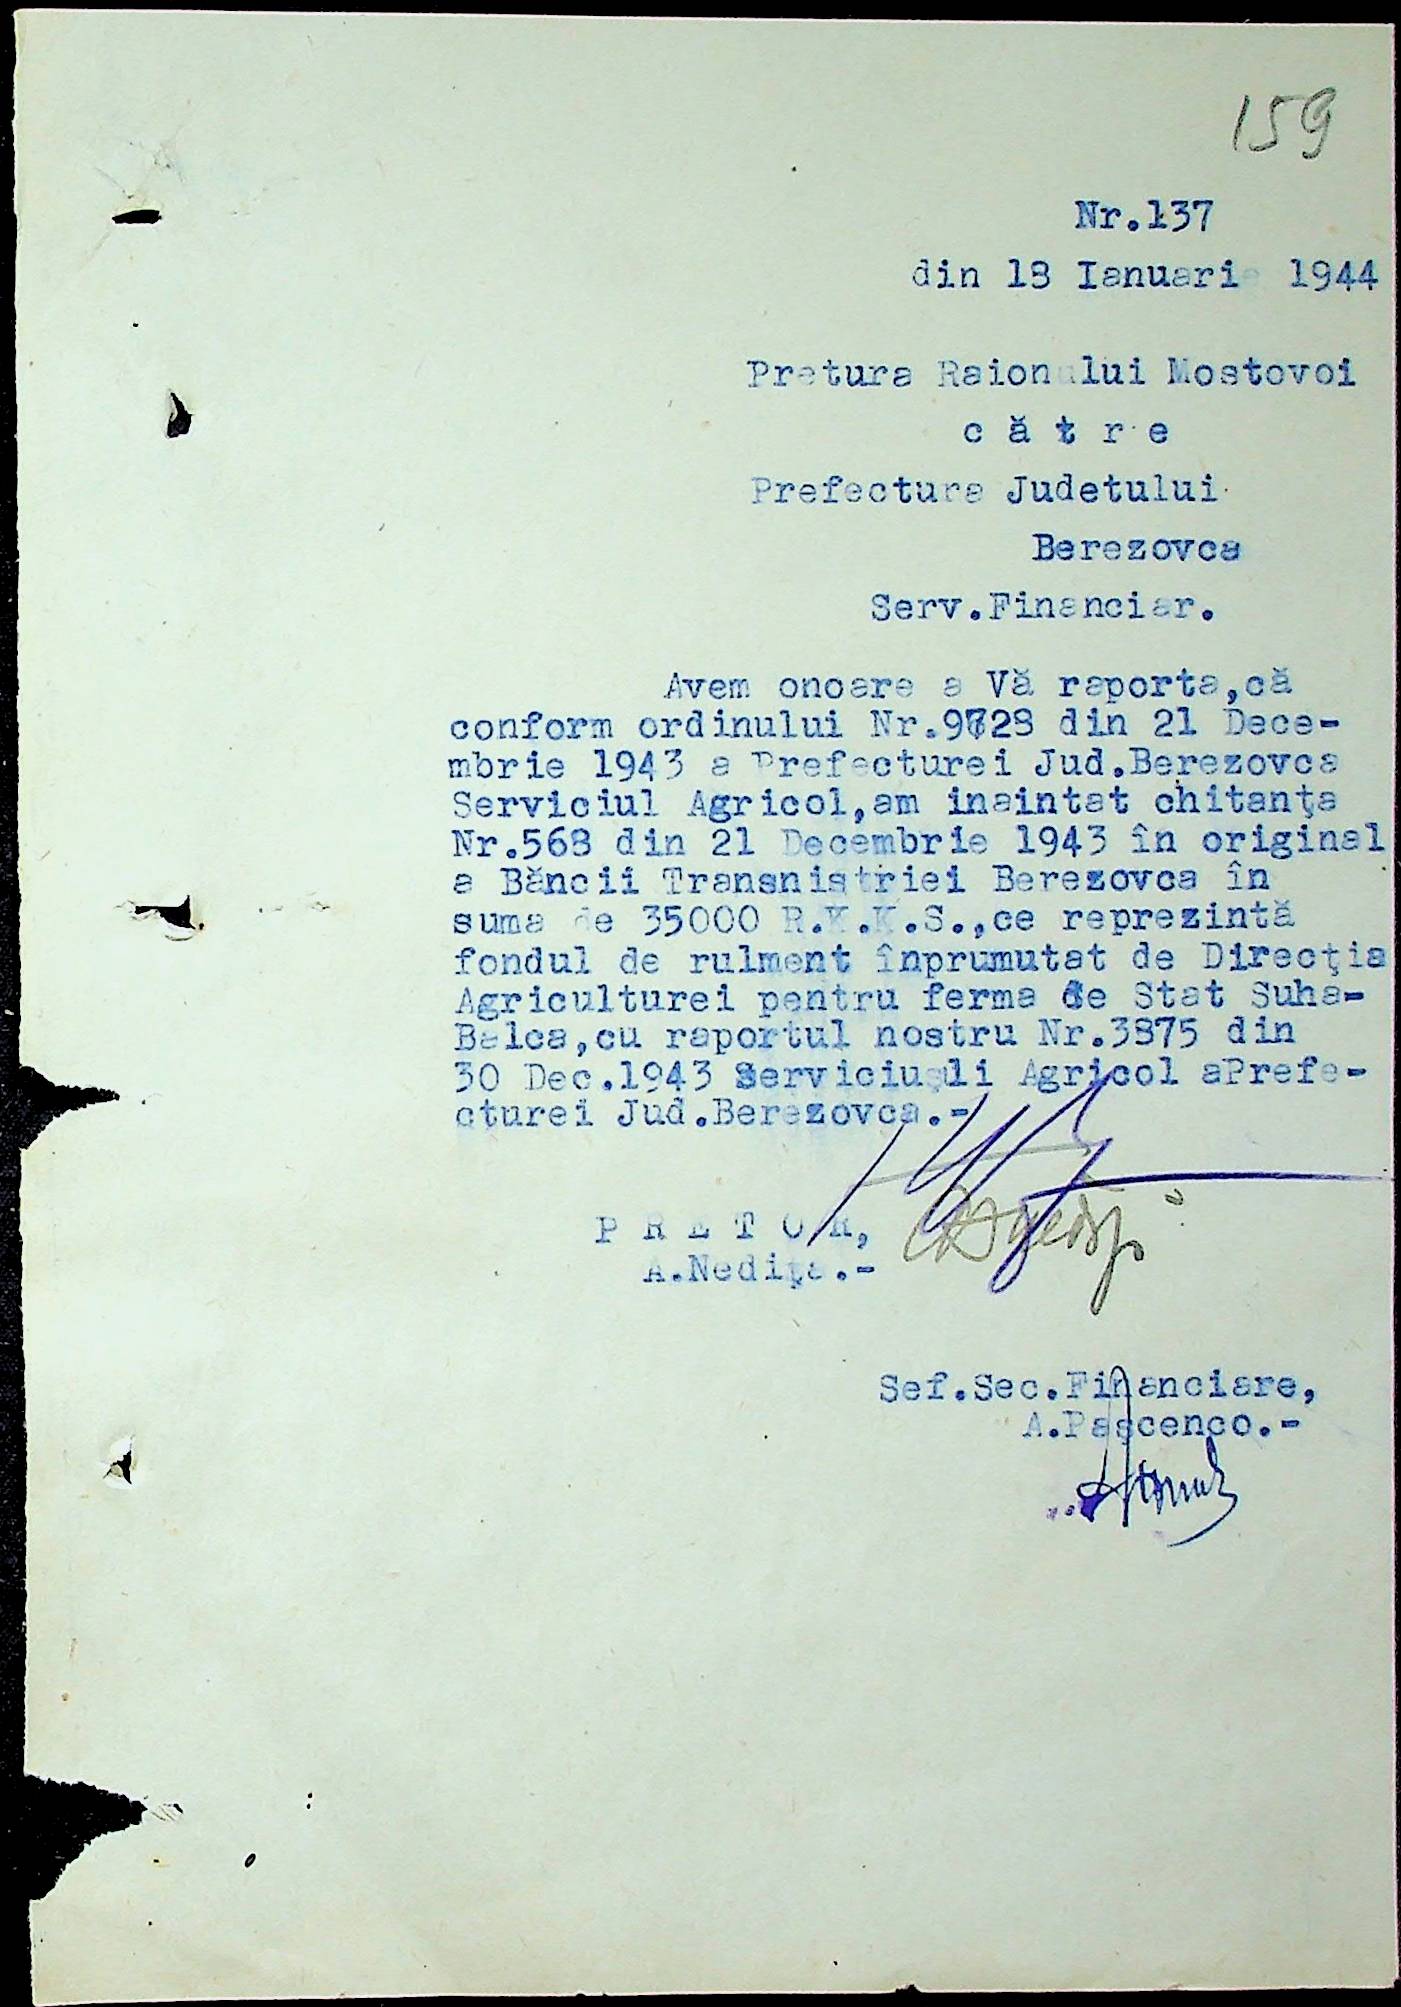 159
Nr.137
din 18 Ianuarie 1944
Pretura Raionului Mostovoi
c ă t r e
Prefectura Judetului
Berezovca
Serv.Financiar.
Avem onoare a Vă raporta,că
conform ordinului Nr.9728 din 21 Dece-
mbrie 1943 a Prefecturei Jud.Berezovca
Serviciul Agricol,am inaintat chitanţa
Nr.568 din 21 Decembrie 1943 în original
a Băncii Transnistriei Berezovca în
suma de 35000 R.K.K.S.,ce reprezintă
fondul de rulment înprumutat de Direcţia
Agriculturei pentru ferma de Stat Suha-
Balca,cu raportul nostru Nr.3875 din
30 Dec.1943 Serviciuşli Agricol aPrefe-
cturei Jud.Berezovca.-
P R E T O R,
A.Nediţa.-
Sef.Sec.Financiare,
A.Paşcenco.-